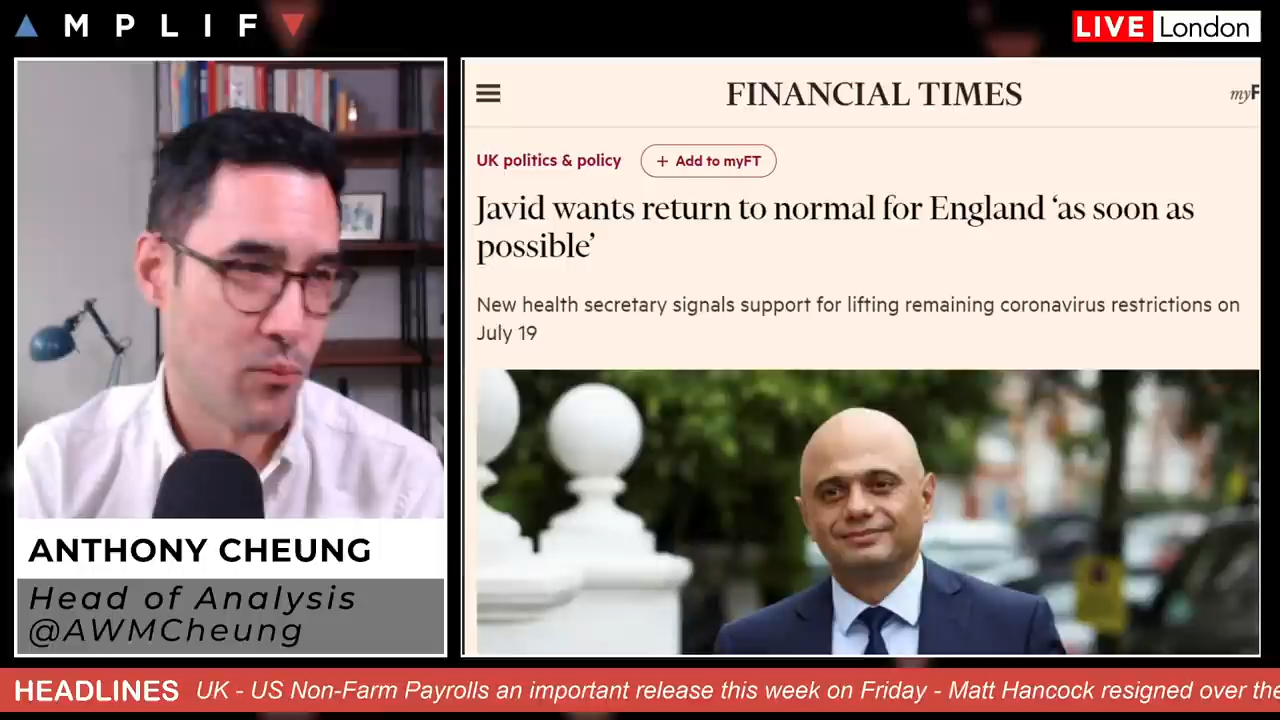 AMPLIFY
LIVE London
FINANCIAL TIMES
myF
UK politics & policy
+ Add to myFT
Javid wants return to normal for England ‘as soon as
possible’
New health secretary signals support for lifting remaining coronavirus restrictions on
July 19
ANTHONY CHEUNG
Head of Analysis
@AWMCheung
HEADLINES UK - US Non-Farm Payrolls an important release this week on Friday - Matt Hancock resigned over the